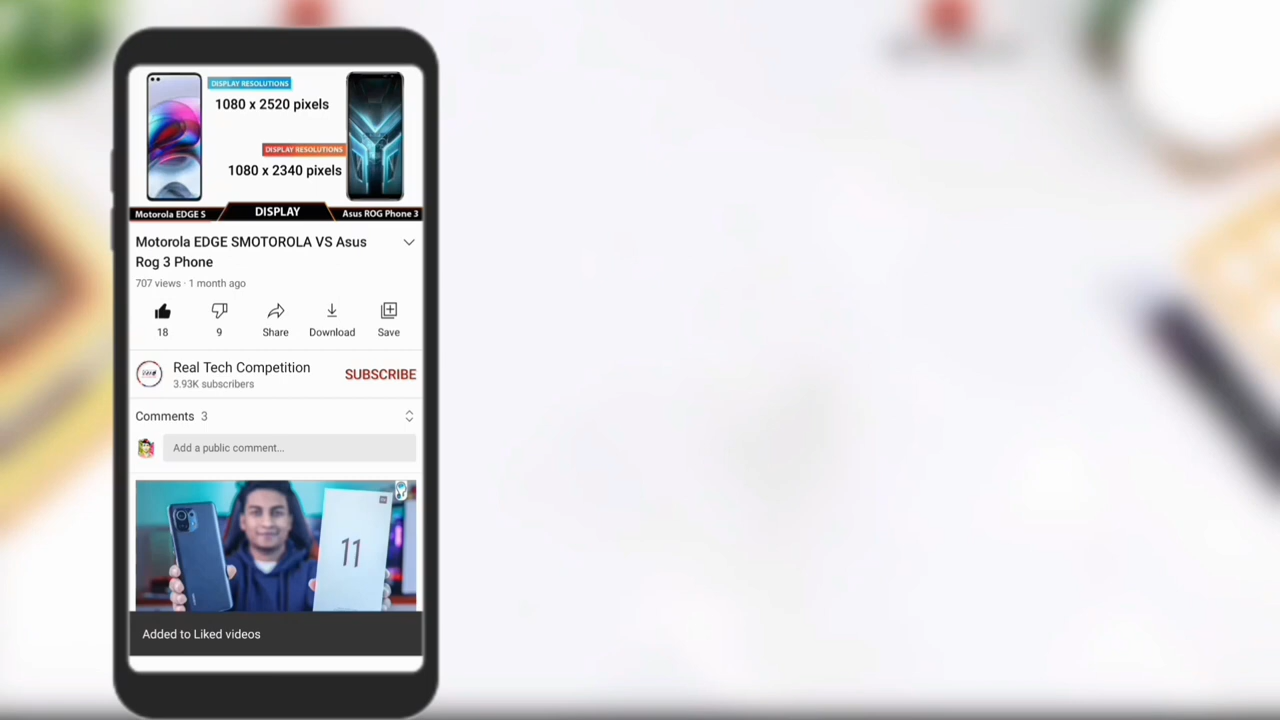 DISPLAY RESOLUTIONS
1080 x 2520 pixels
DISPLAY RESOLUTIONS
1080 x 2340 pixels
Motorola EDGE S
DISPLAY
Asus ROG Phone 3
Motorola EDGE SMOTOROLA VS Asus
Rog 3 Phone
707 views · 1 month ago
18
9
Share
Download
Save
Real Tech Competition
SUBSCRIBE
3.93K subscribers
Comments 3
Add a public comment...
11
Added to Liked videos